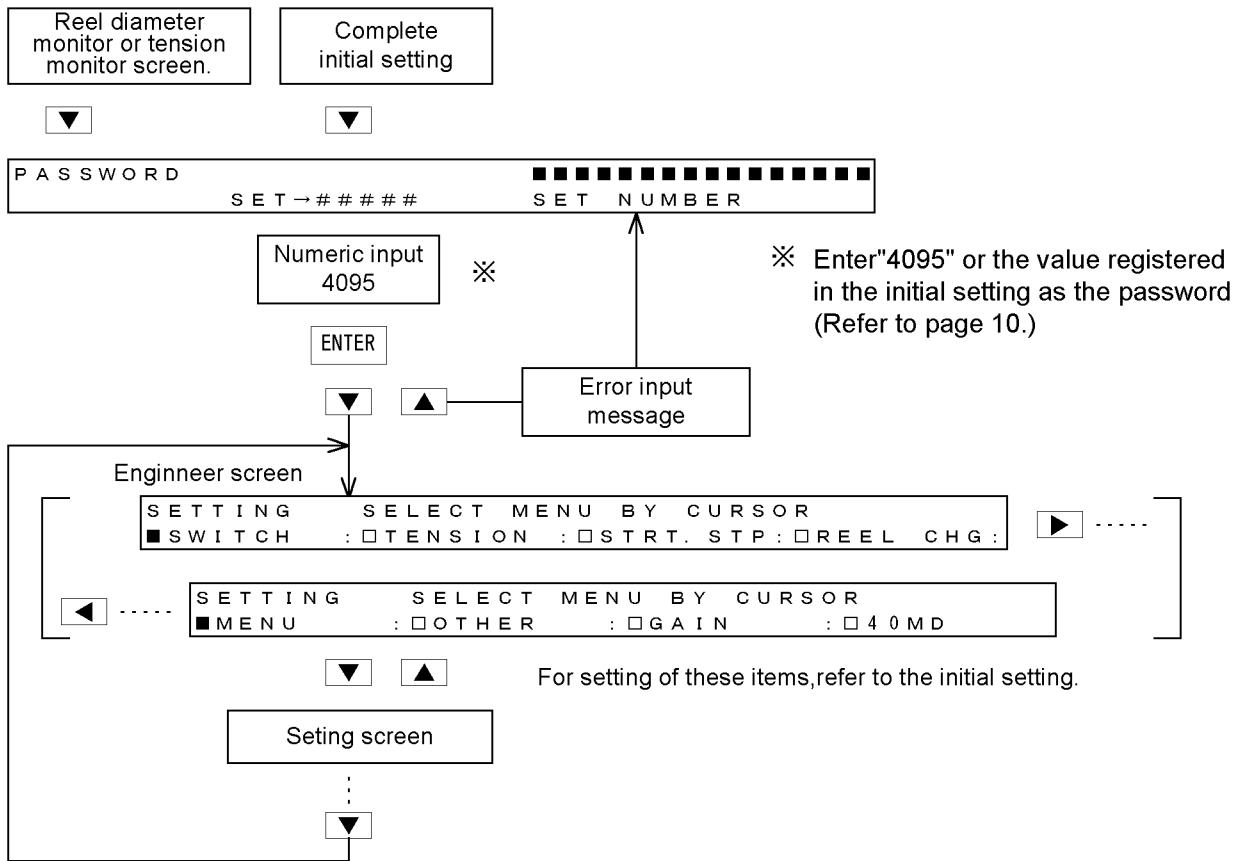 Reel diameter
monitor or tension
monitor screen.
Complete
initial setting
▼
▼
PASSWORD ■■■■■■■■■■■■■■■■
SET→##### SET NUMBER
Numeric input
4095
※
※ Enter"4095" or the value registered
in the initial setting as the password
(Refer to page 10.)
ENTER
▼ ▲
Error input
message
Enginneer screen
SETTING SELECT MENU BY CURSOR
■SWITCH :□TENSION :□STRT. STP:□REEL CHG:
▶
◀
SETTING SELECT MENU BY CURSOR
■MENU :□OTHER :□GAIN :□40MD
▼ ▲
For setting of these items,refer to the initial setting.
Seting screen
▼